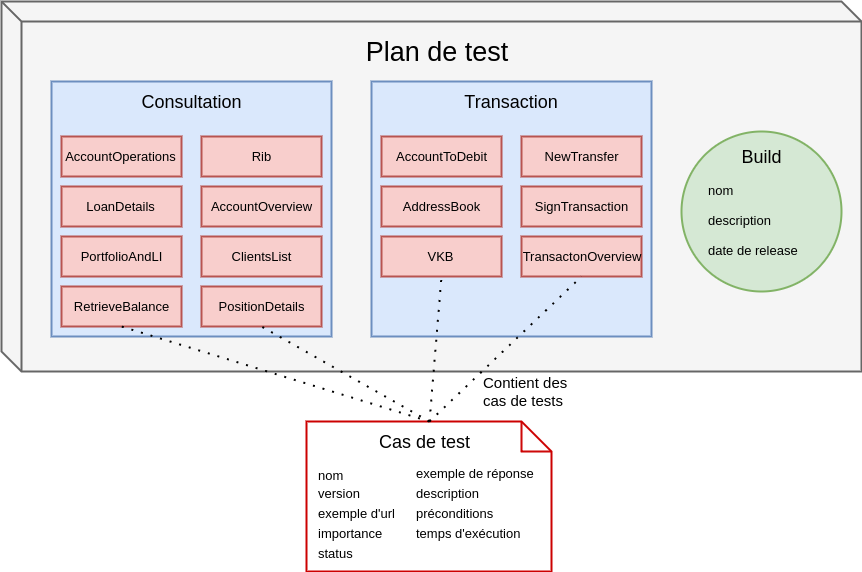 Plan de test
Consultation
AccountOperations
Rib
LoanDetails
AccountOverview
PortfolioAndLI
ClientsList
RetrieveBalance
PositionDetails
Transaction
AccountToDebit
NewTransfer
AddressBook
SignTransaction
VKB
TransactonOverview
Build
nom
description
date de release
Contient des
cas de tests
Cas de test
nom
version
exemple d'url
importance
status
exemple de réponse
description
préconditions
temps d'exécution